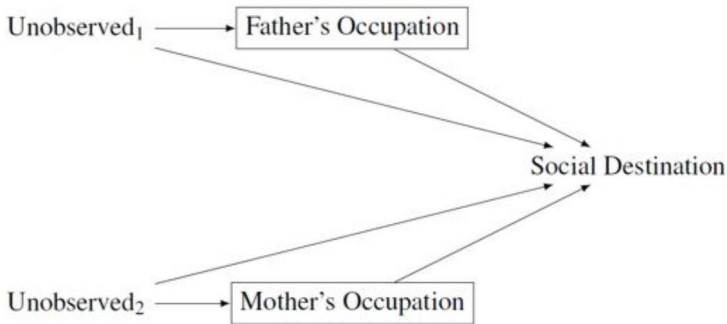 Unobserved₁
Father's Occupation
Social Destination
Unobserved₂
Mother's Occupation